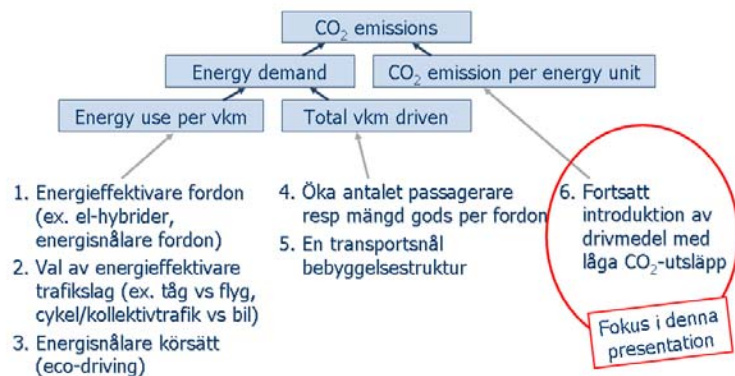 CO₂ emissions
Energy demand
CO₂ emission per energy unit
Energy use per vkm
Total vkm driven
1. Energieffektivare fordon
(ex. el-hybrider,
energisnålare fordon)
2. Val av energieffektivare
trafikslag (ex. tåg vs flyg,
cykel/kollektivtrafik vs bil)
3. Energisnålare körsätt
(eco-driving)
4. Öka antalet passagerare
resp mängd gods per fordon
5. En transportsnål
bebyggelsestruktur
6. Fortsatt
introduktion av
drivmedel med
låga CO₂-utsläpp
Fokus i denna
presentation